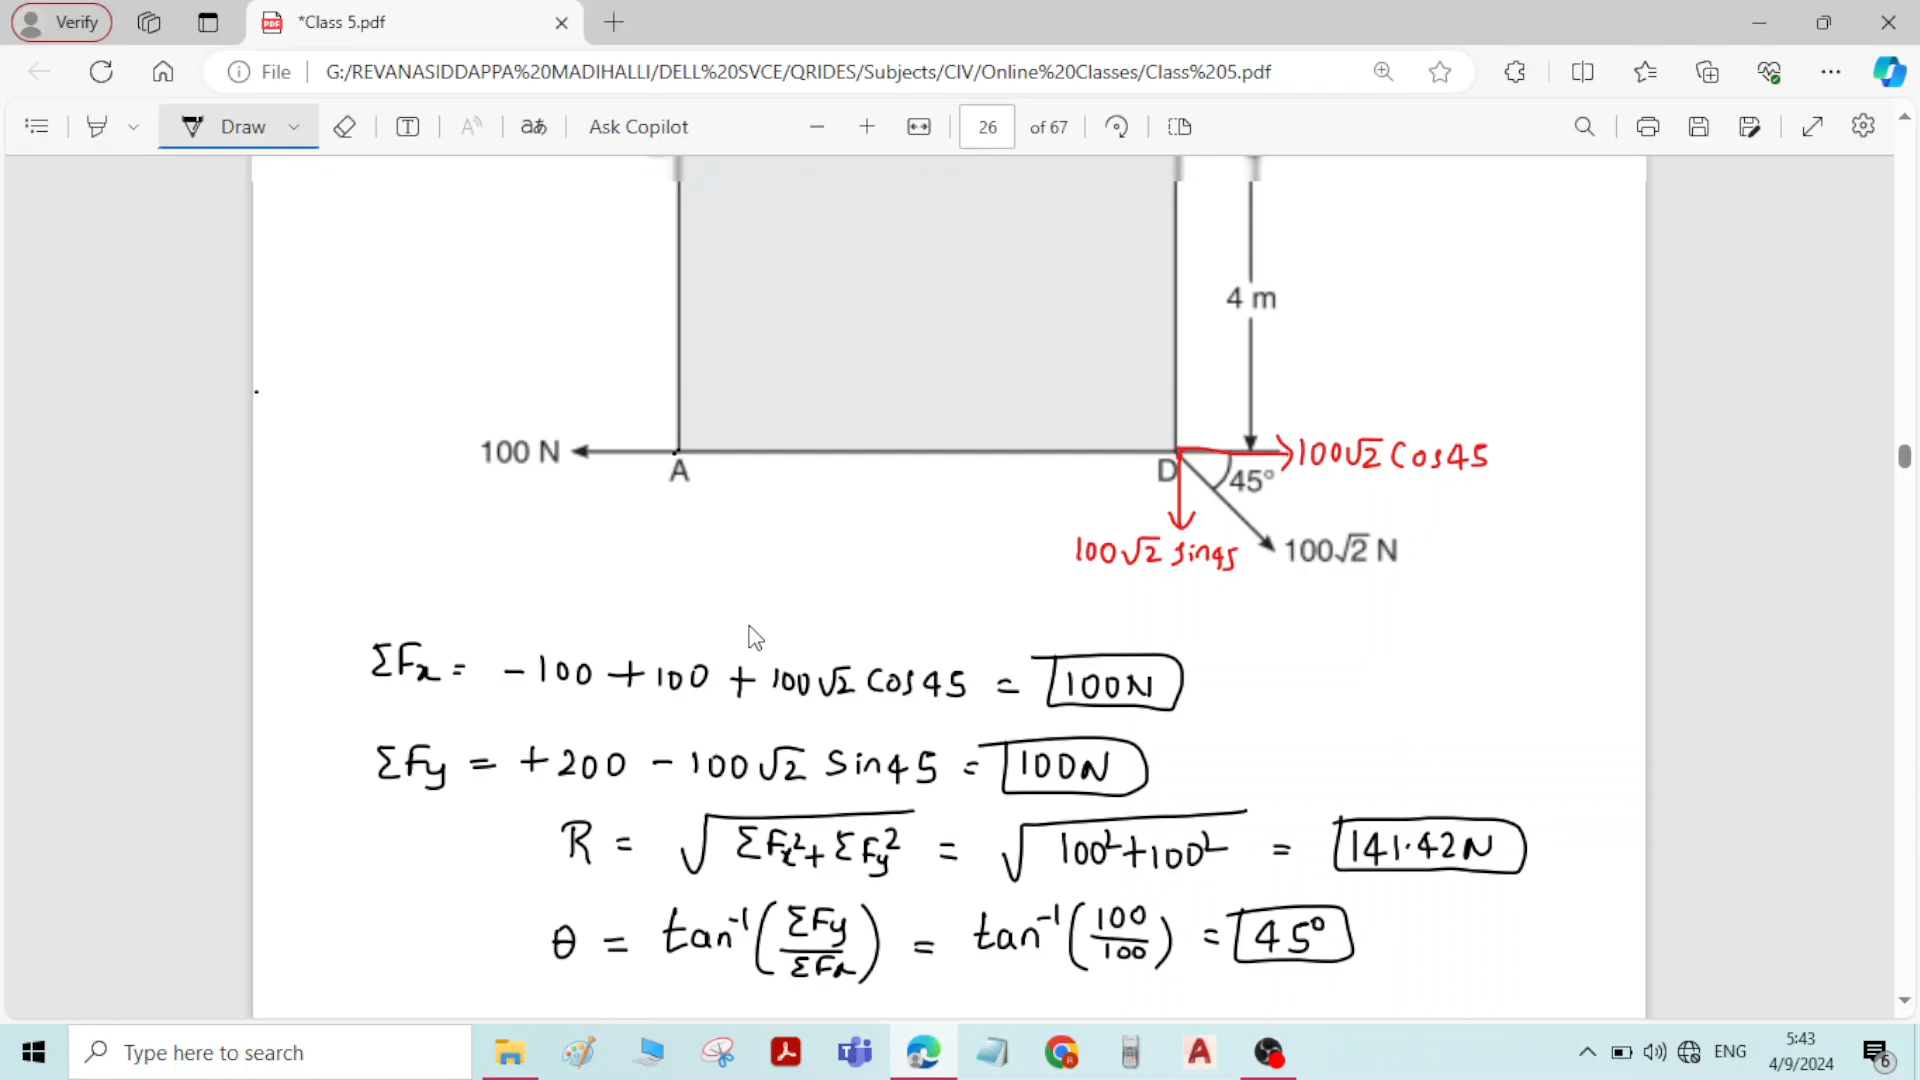 Verify
*Class 5.pdf
File
G:/REVANASIDDAPPA%20MADIHALLI/DELL%20SVCE/QRIDES/Subjects/CIV/Online%20Classes/Class%205.pdf
Draw
aあ
Ask Copilot
26 of 67
4 m
100 N
A
D
45°
100√2 Cos45
100√2 Sin45
100√2 N
ΣFx = -100 + 100 + 100√2 Cos45 = 100N
ΣFy = +200 - 100√2 Sin45 = 100N
R = √ΣFx²+ΣFy² = √100²+100² = 141.42N
θ = tan⁻¹(ΣFy/ΣFx) = tan⁻¹(100/100) = 45°
Type here to search
ENG
5:43
4/9/2024
6